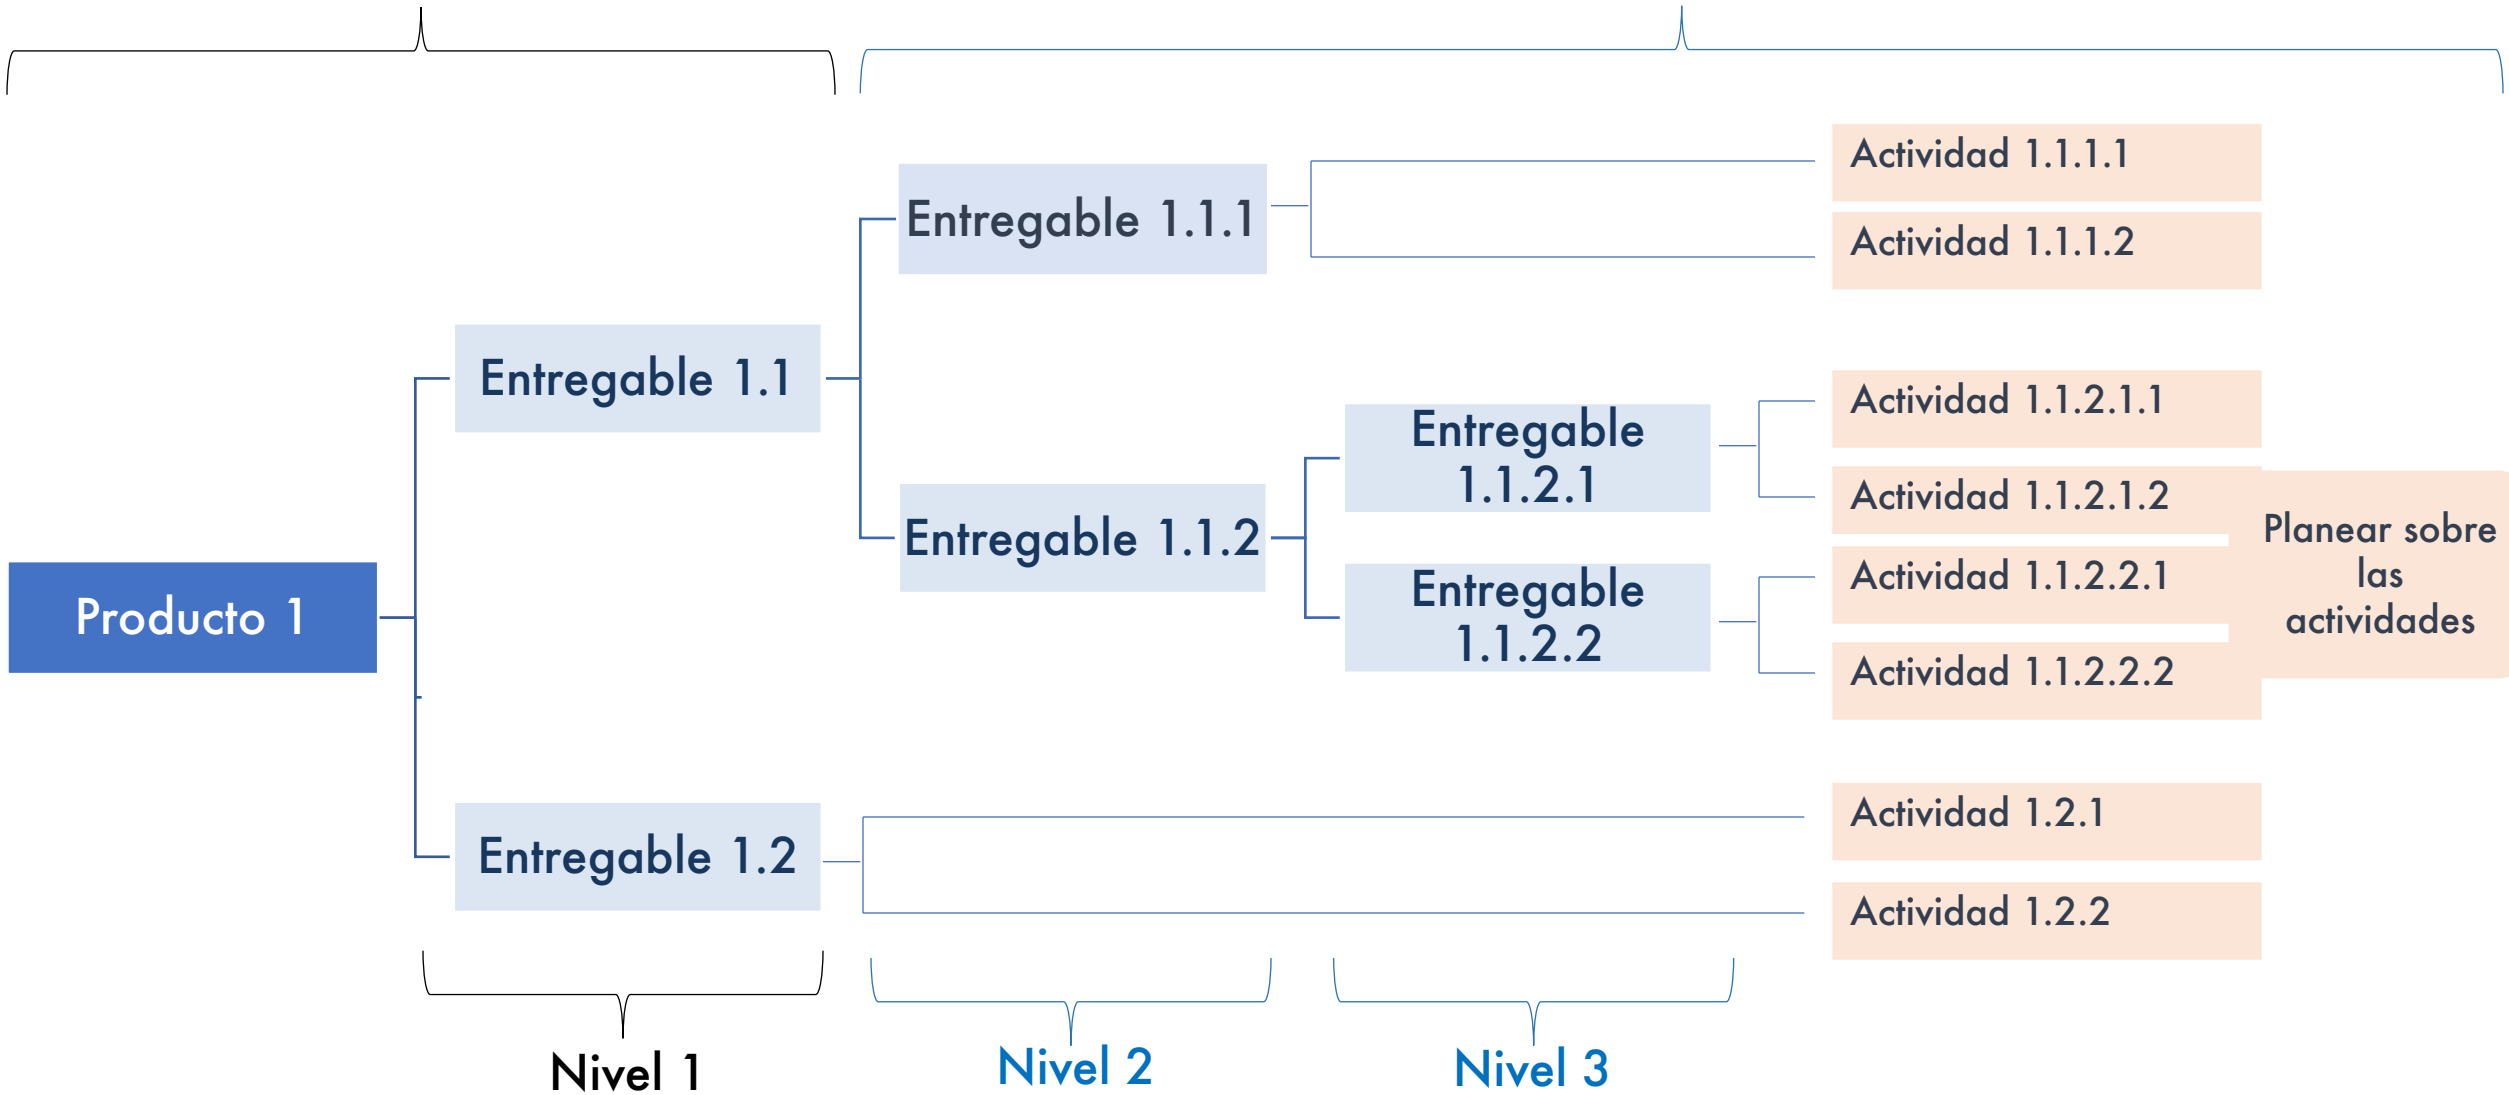 Actividad 1.1.1.1
Actividad 1.1.1.2
Entregable 1.1.1
Entregable 1.1
Actividad 1.1.2.1.1
Entregable
1.1.2.1
Actividad 1.1.2.1.2
Entregable 1.1.2
Planear sobre
las
actividades
Actividad 1.1.2.2.1
Entregable
1.1.2.2
Producto 1
Actividad 1.1.2.2.2
Actividad 1.2.1
Entregable 1.2
Actividad 1.2.2
Nivel 1
Nivel 2
Nivel 3